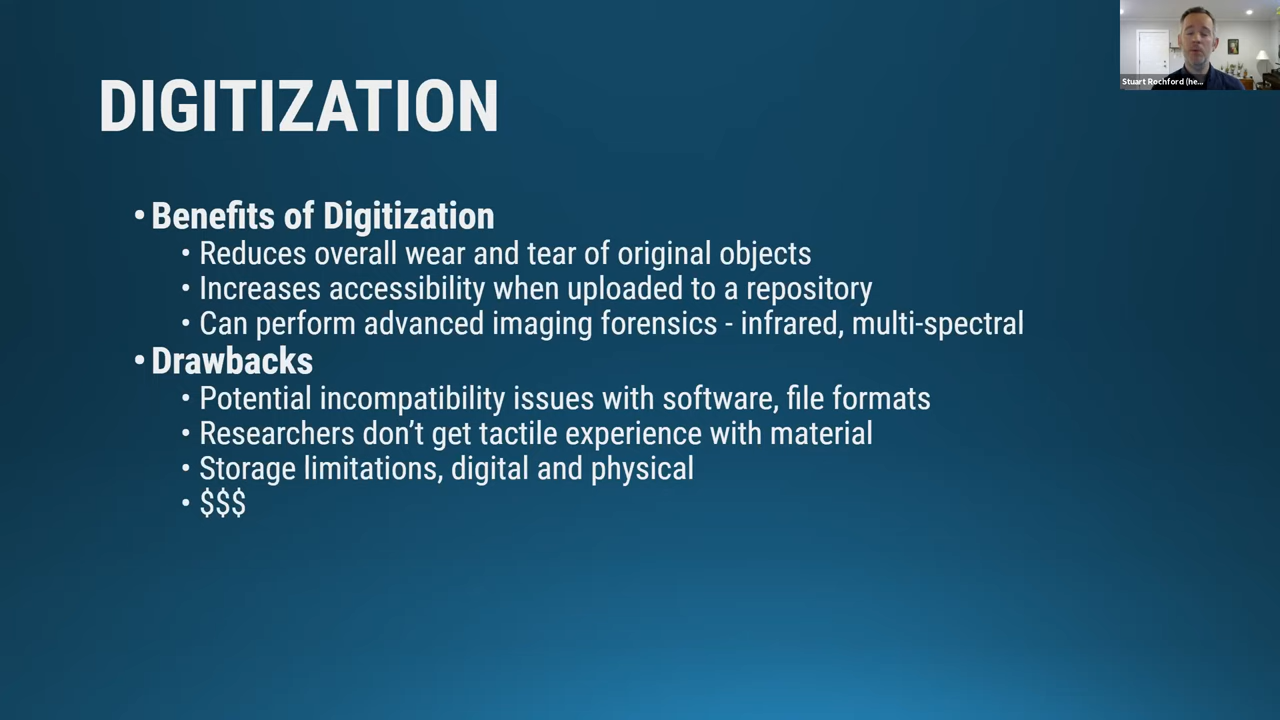 DIGITIZATION
Stuart Rochford (he...
• Benefits of Digitization
• Reduces overall wear and tear of original objects
• Increases accessibility when uploaded to a repository
• Can perform advanced imaging forensics - infrared, multi-spectral
• Drawbacks
• Potential incompatibility issues with software, file formats
• Researchers don’t get tactile experience with material
• Storage limitations, digital and physical
• $$$